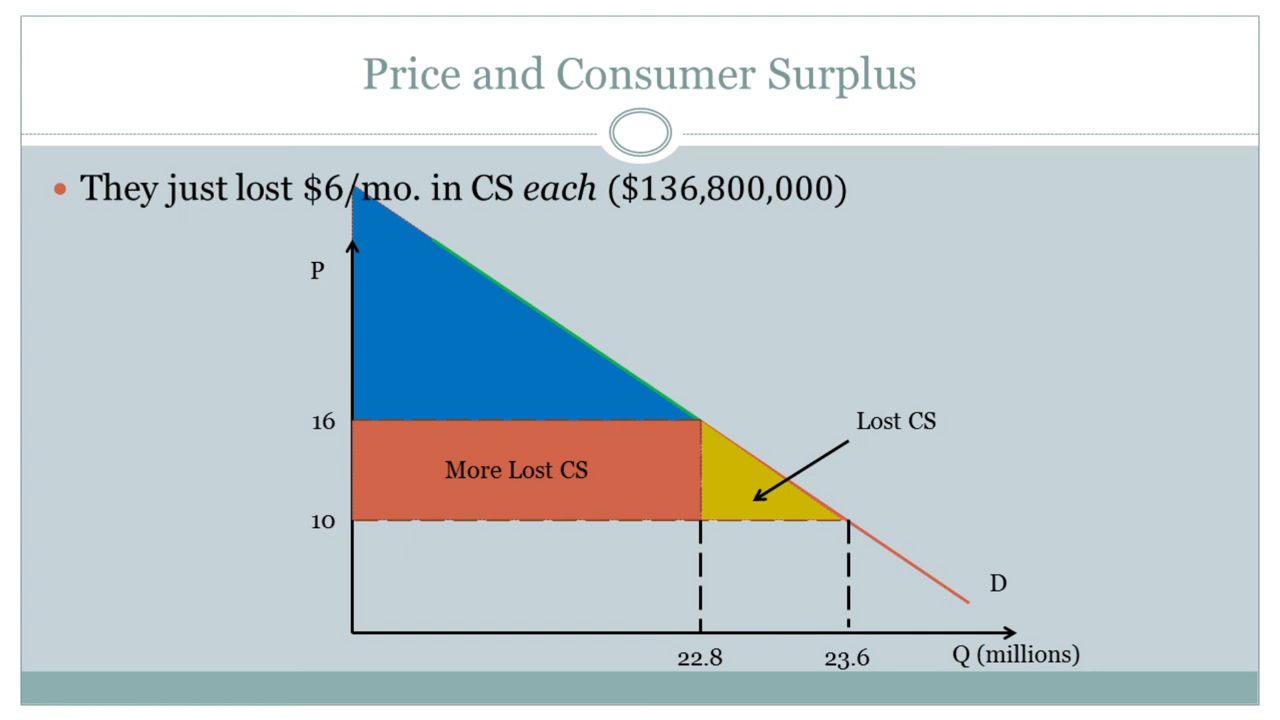 Price and Consumer Surplus
• They just lost $6/mo. in CS each ($136,800,000)
P
16
Lost CS
More Lost CS
10
D
22.8
23.6
Q (millions)